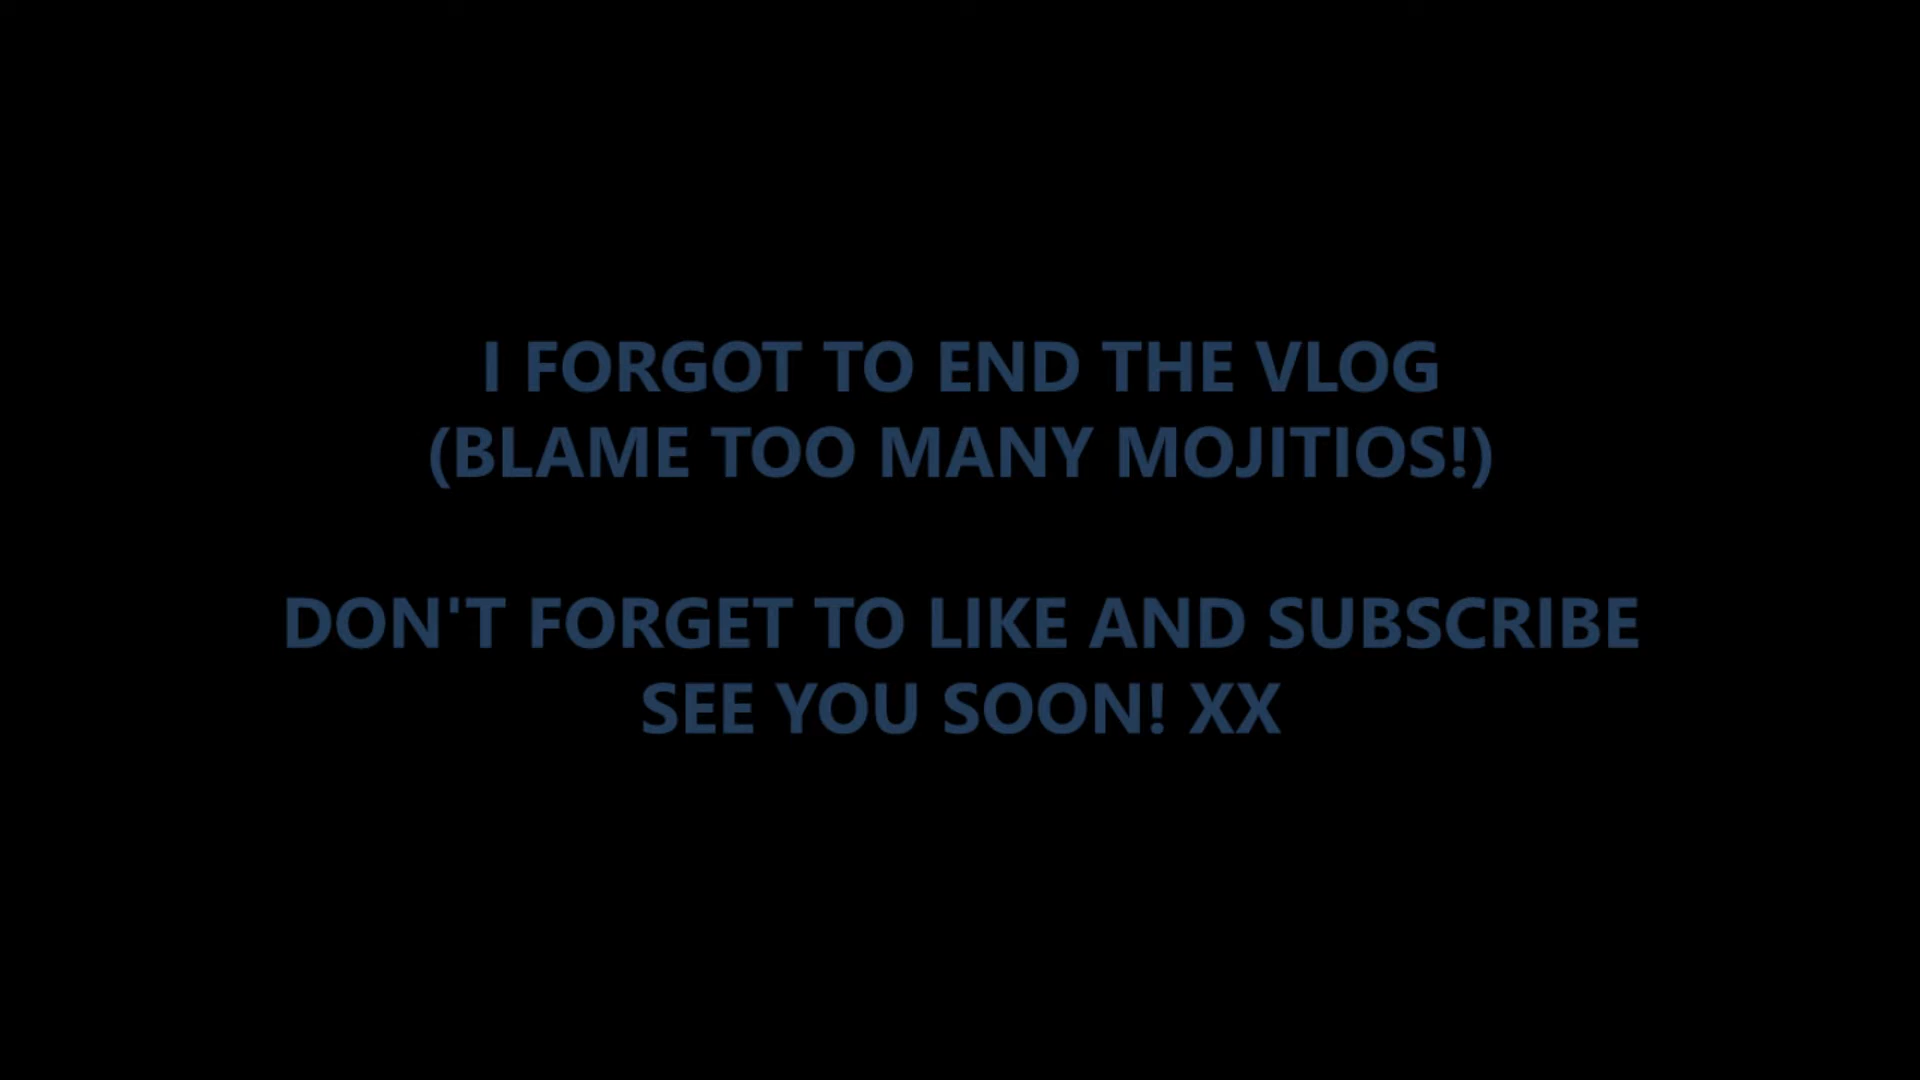 I FORGOT TO END THE VLOG
(BLAME TOO MANY MOJITIOS!)
DON'T FORGET TO LIKE AND SUBSCRIBE
SEE YOU SOON! XX